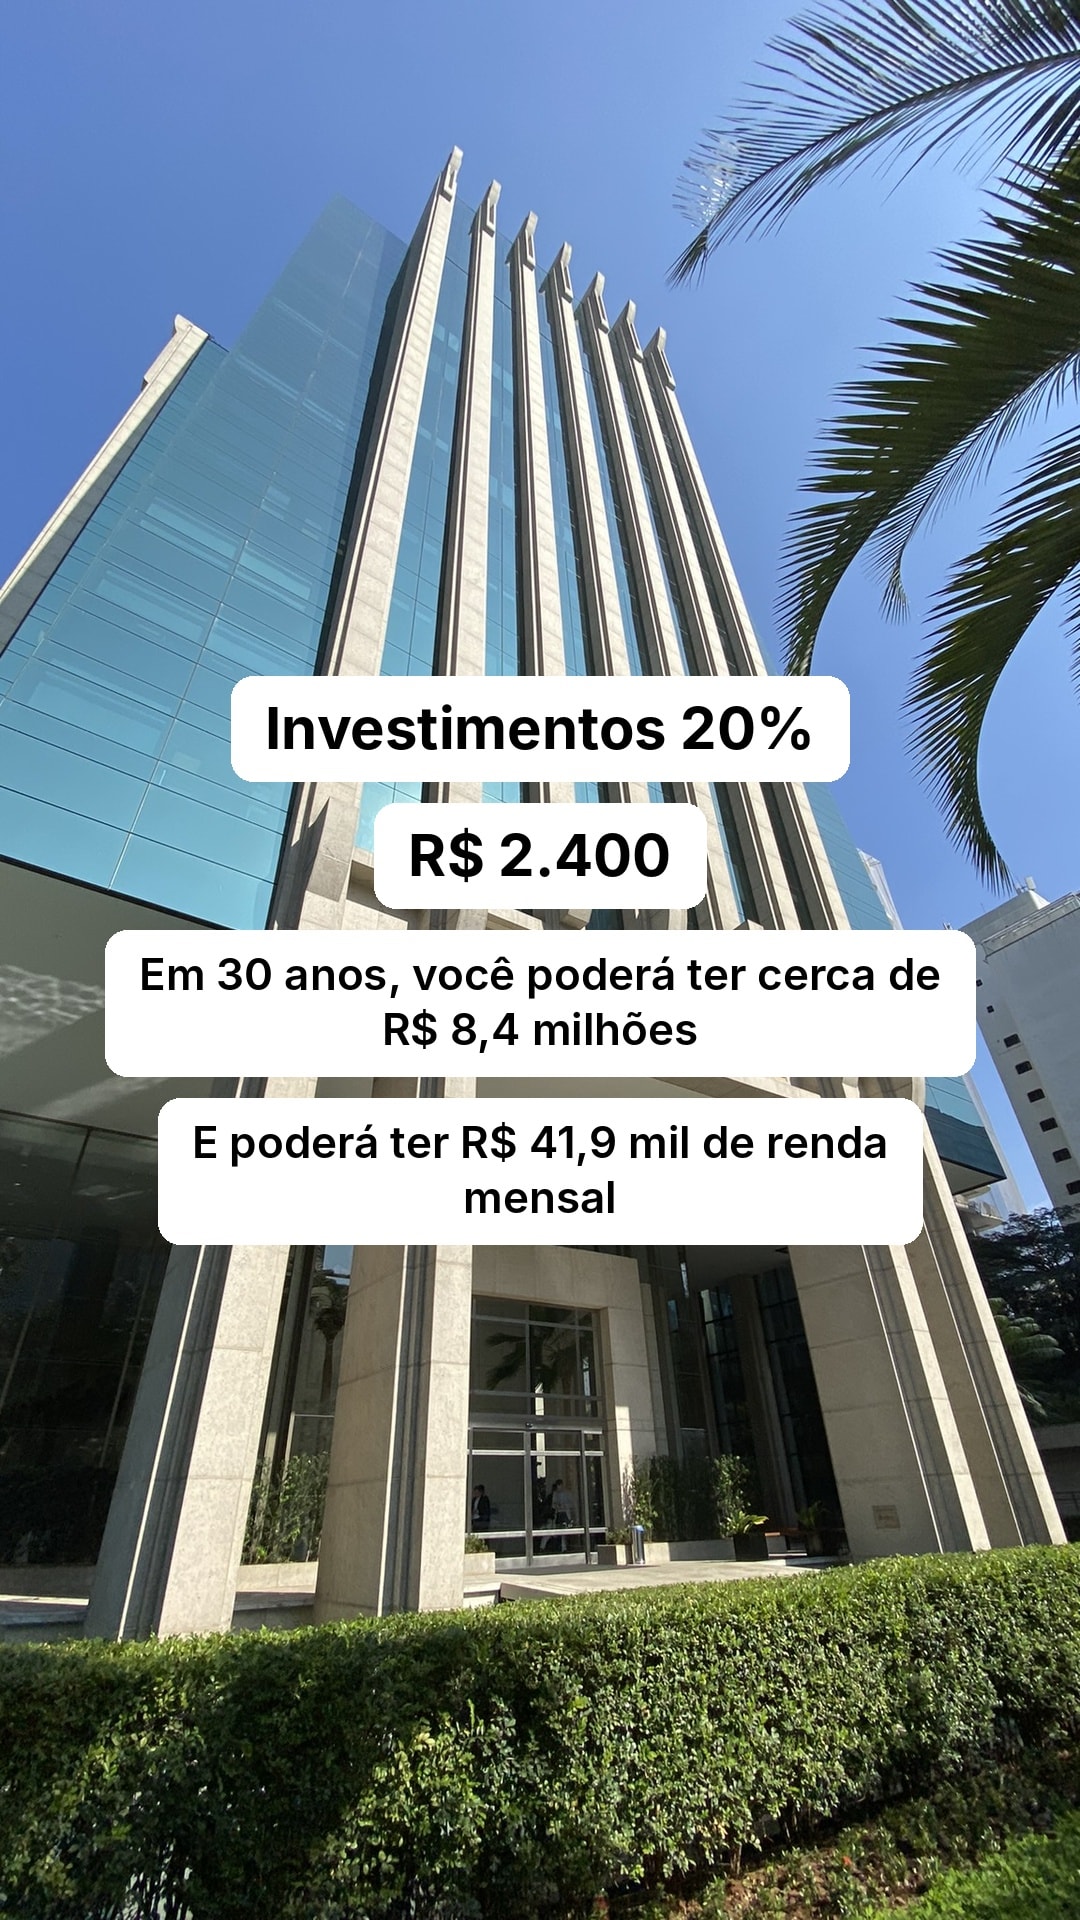 Investimentos 20%
R$ 2.400
Em 30 anos, você poderá ter cerca de
R$ 8,4 milhões
E poderá ter R$ 41,9 mil de renda
mensal